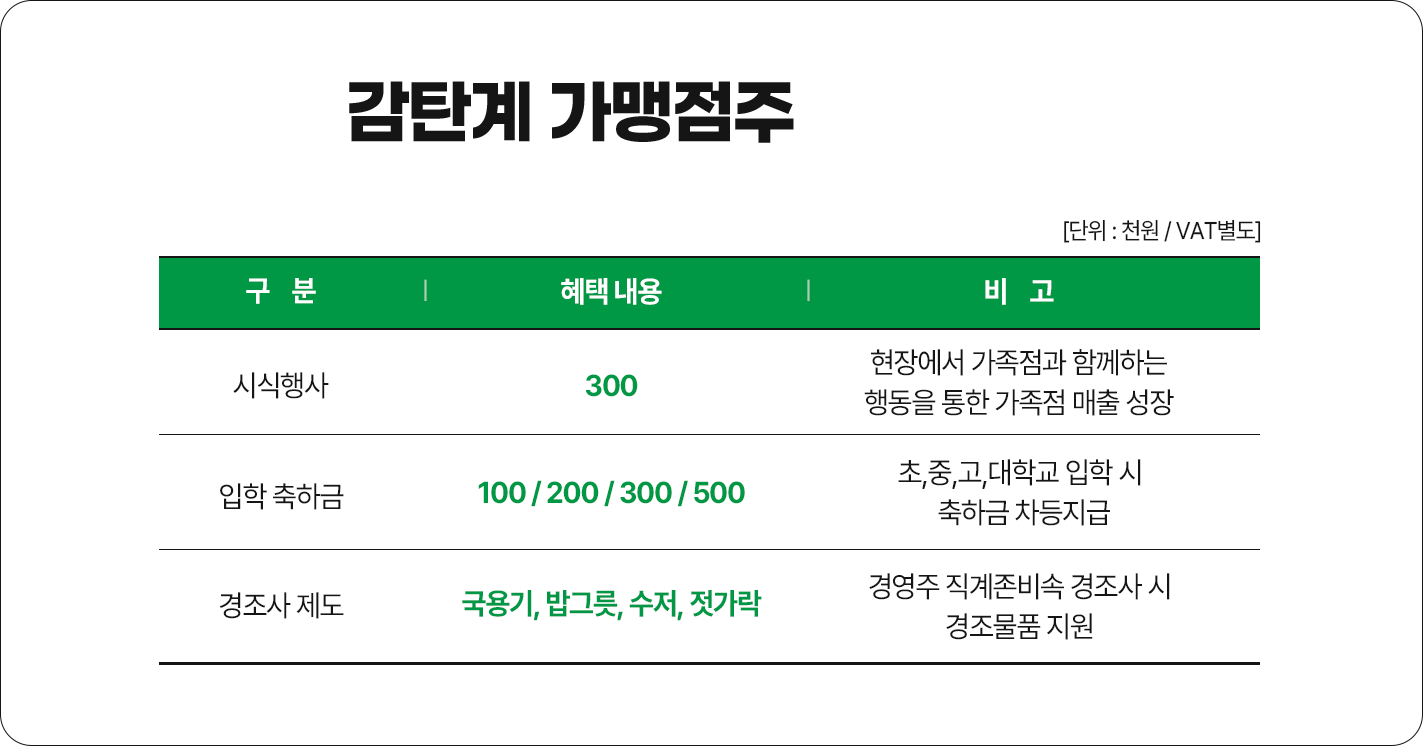 감탄계 가맹점주
[단위 : 천원 / VAT별도]
구 분 | 혜택 내용 | 비 고
시식행사 300 현장에서 가족점과 함께하는
행동을 통한 가족점 매출 성장
입학 축하금 100 / 200 / 300 / 500 초,중,고,대학교 입학 시
축하금 차등지급
경조사 제도 국용기, 밥그릇, 수저, 젓가락 경영주 직계존비속 경조사 시
경조물품 지원